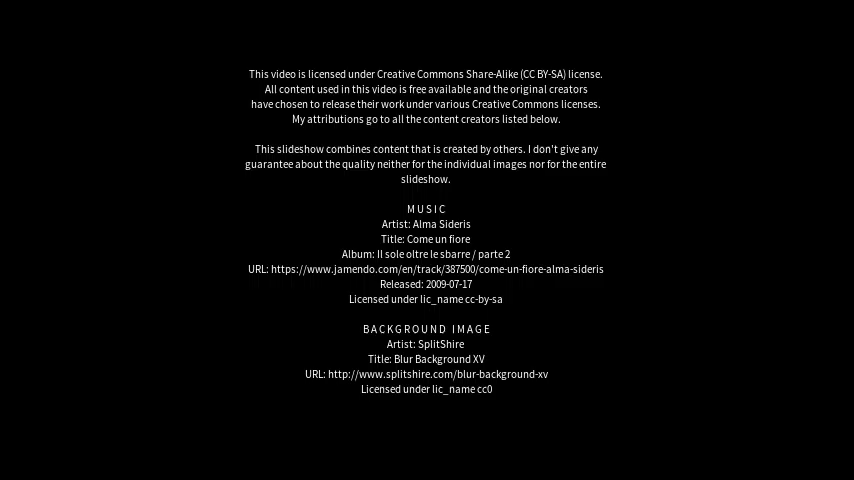 This video is licensed under Creative Commons Share-Alike (CC BY-SA) license.
All content used in this video is free available and the original creators
have chosen to release their work under various Creative Commons licenses.
My attributions go to all the content creators listed below.
This slideshow combines content that is created by others. I don't give any
guarantee about the quality neither for the individual images nor for the entire
slideshow.
MUSIC
Artist: Alma Sideris
Title: Come un fiore
Album: Il sole oltre le sbarre / parte 2
URL: https://www.jamendo.com/en/track/387500/come-un-fiore-alma-sideris
Released: 2009-07-17
Licensed under lic_name cc-by-sa
BACKGROUND IMAGE
Artist: SplitShire
Title: Blur Background XV
URL: http://www.splitshire.com/blur-background-xv
Licensed under lic_name cc0